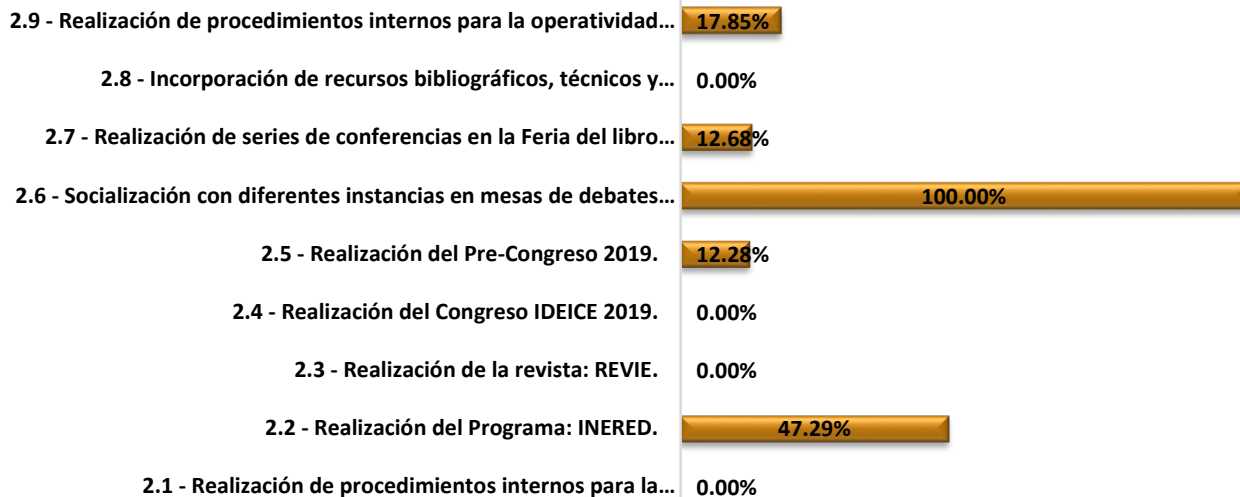 2.9 - Realización de procedimientos internos para la operatividad... 17.85%
2.8 - Incorporación de recursos bibliográficos, técnicos y... 0.00%
2.7 - Realización de series de conferencias en la Feria del libro... 12.68%
2.6 - Socialización con diferentes instancias en mesas de debates... 100.00%
2.5 - Realización del Pre-Congreso 2019. 12.28%
2.4 - Realización del Congreso IDEICE 2019. 0.00%
2.3 - Realización de la revista: REVIE. 0.00%
2.2 - Realización del Programa: INERED. 47.29%
2.1 - Realización de procedimientos internos para la... 0.00%